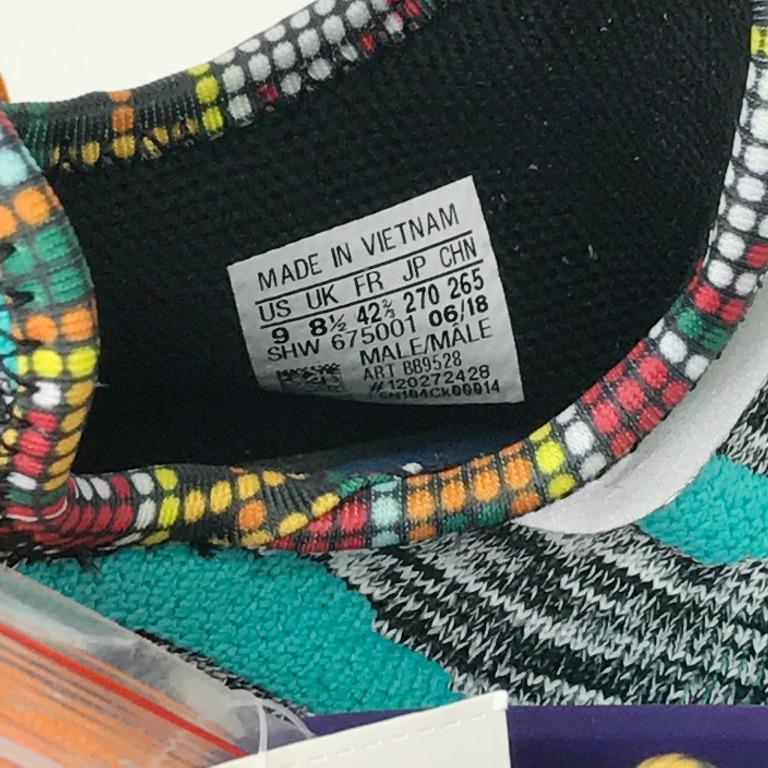 MADE IN VIETNAM
US UK FR JP CHN
9 8½ 42⅔ 270 265
SHW 675001 06/18
MALE/MÂLE
ART BB9528
#120272428